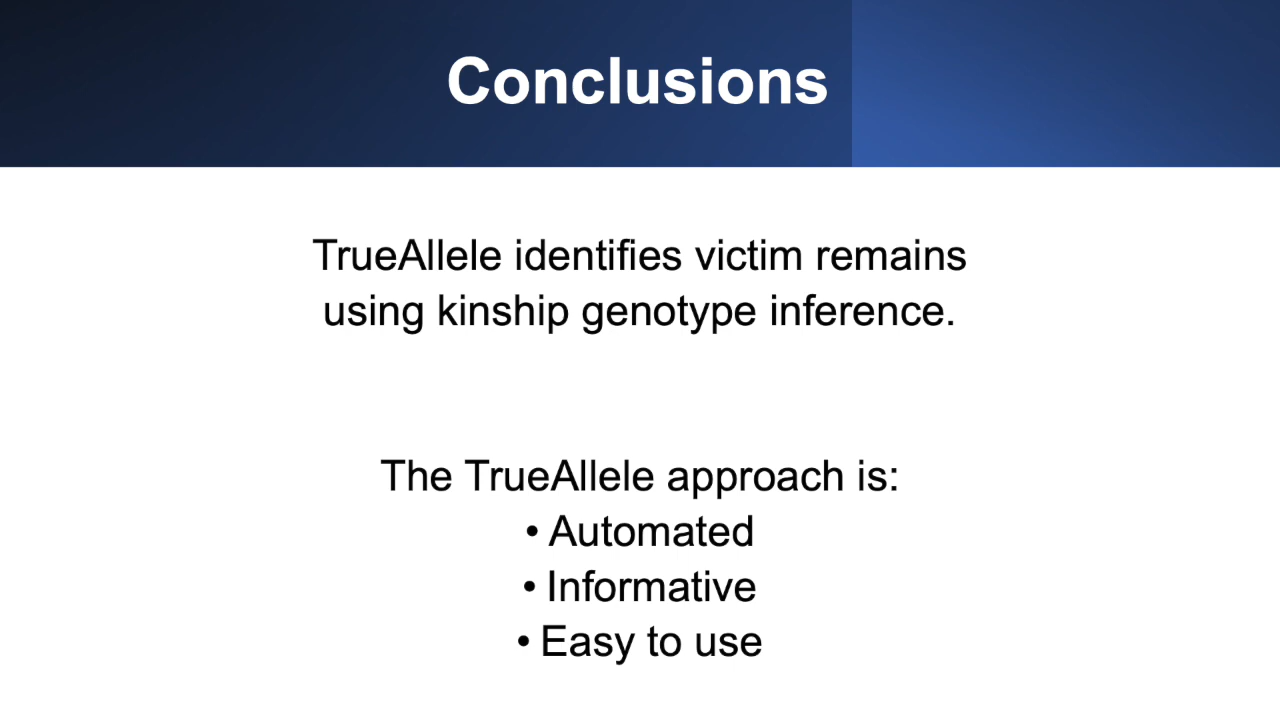 Conclusions
TrueAllele identifies victim remains
using kinship genotype inference.
The TrueAllele approach is:
• Automated
• Informative
• Easy to use